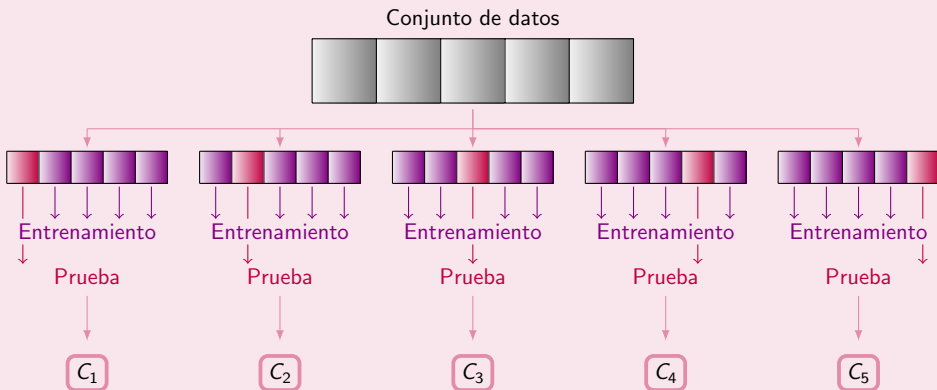 Conjunto de datos
Entrenamiento Entrenamiento Entrenamiento Entrenamiento Entrenamiento
Prueba Prueba Prueba Prueba Prueba
C1 C2 C3 C4 C5